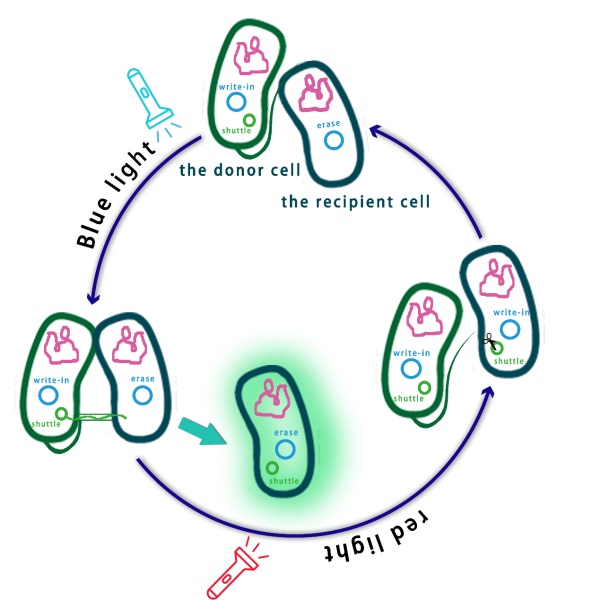 write-in
shuttle
erase
the donor cell
the recipient cell
Blue light
write-in
shuttle
erase
erase
shuttle
write-in
shuttle
write-in
shuttle
red light